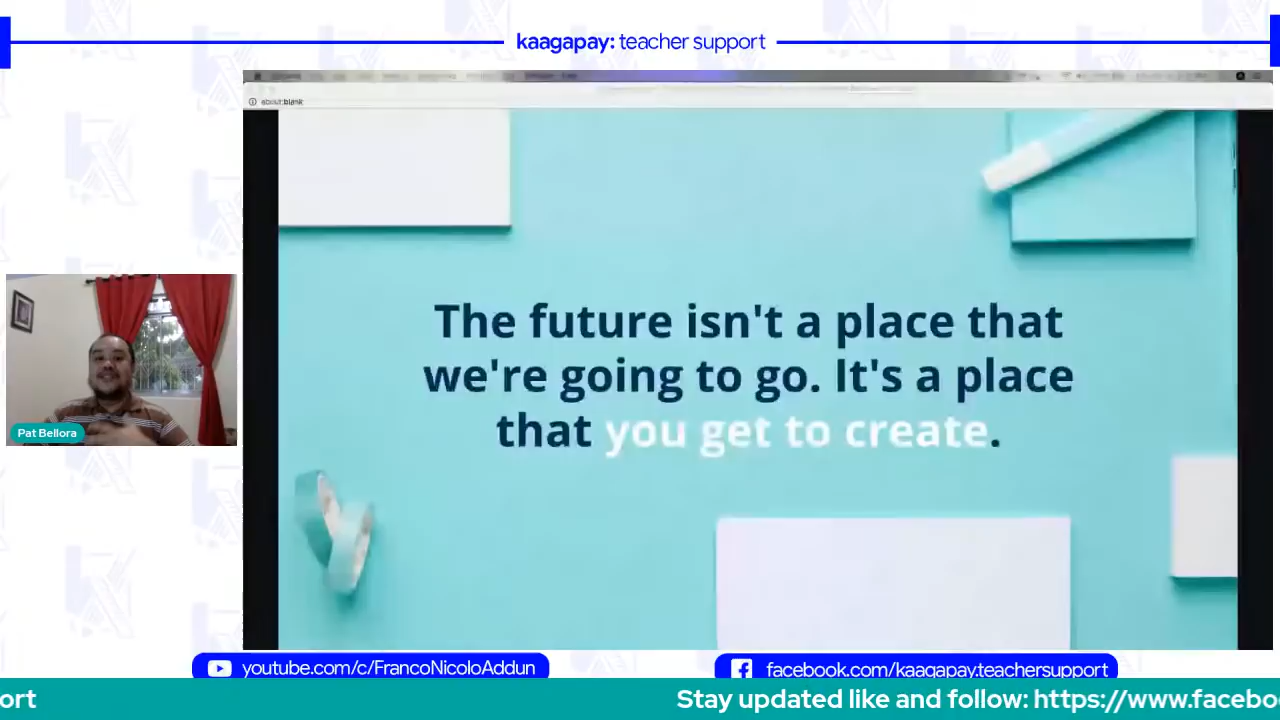 kaagapay: teacher support
about:blank
The future isn't a place that
we're going to go. It's a place
that you get to create.
Pat Bellora
youtube.com/c/FrancoNicoloAddun
facebook.com/kaagapay.teachersupport
ort
Stay updated like and follow: https://www.facebo